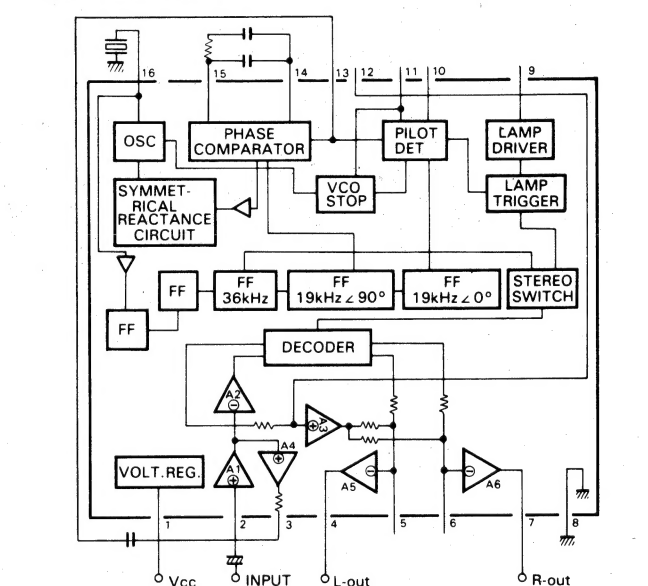 16 15 14 13 12 11 10 9
OSC
PHASE
COMPARATOR
PILOT
DET
LAMP
DRIVER
SYMMET-
RICAL
REACTANCE
CIRCUIT
VCO
STOP
LAMP
TRIGGER
FF
FF
FF
36kHz
FF
19kHz∠90°
FF
19kHz∠0°
STEREO
SWITCH
DECODER
A2
⊖
A3
⊕
A4
⊕
VOLT.REG.
A1
⊕
A5
⊖
A6
⊖
1 2 3 4 5 6 7 8
Vcc INPUT L-out R-out